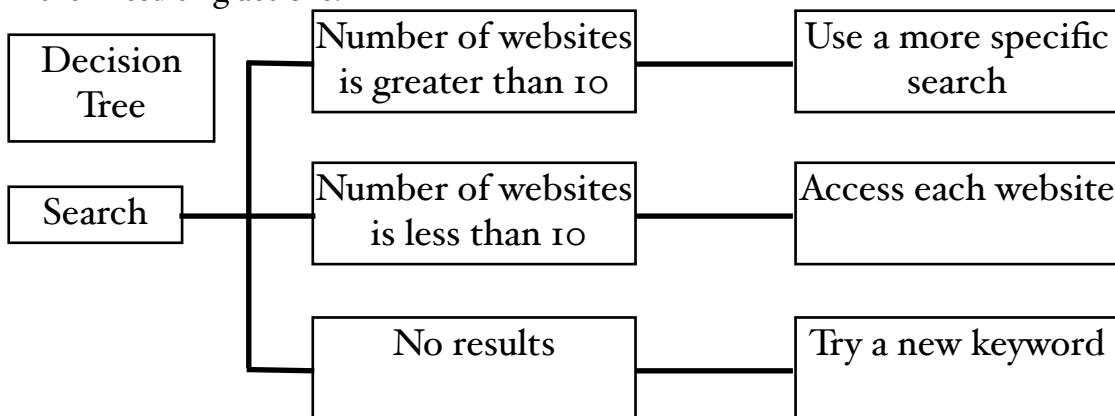 Decision
Tree
Search
Number of websites
is greater than 10
Use a more specific
search
Number of websites
is less than 10
Access each website
No results
Try a new keyword